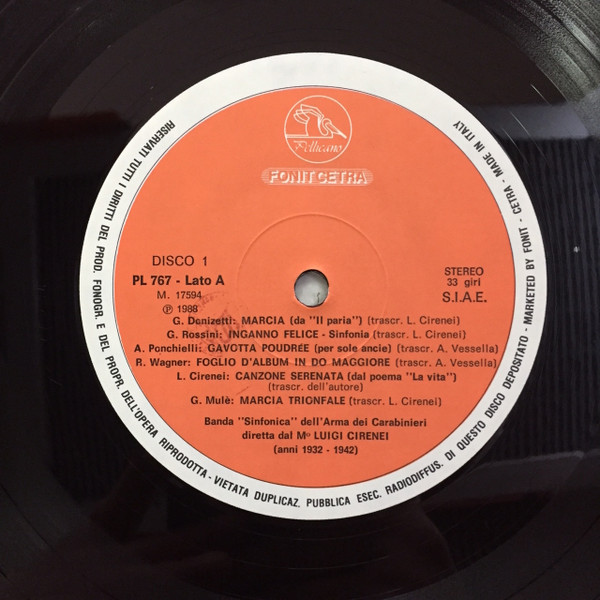 Pellicano
FONIT CETRA
DISCO 1
PL 767 - Lato A
M. 17594
℗ 1988
STEREO
33 giri
S.I.A.E.
G. Donizetti: MARCIA (da "Il paria") (trascr. L. Cirenei)
G. Rossini: INGANNO FELICE - Sinfonia (trascr. L. Cirenei)
A. Ponchielli: GAVOTTA POUDRÉE (per sole ancie) (trascr. A. Vessella)
R. Wagner: FOGLIO D'ALBUM IN DO MAGGIORE (trascr. A. Vessella)
L. Cirenei: CANZONE SERENATA (dal poema "La vita")
(trascr. dell'autore)
G. Mulè: MARCIA TRIONFALE (trascr. L. Cirenei)
Banda "Sinfonica" dell'Arma dei Carabinieri
diretta dal Mº LUIGI CIRENEI
(anni 1932 - 1942)
RISERVATI TUTTI I DIRITTI DEL PROD. FONOGR. E DEL PROPR. DELL'OPERA RIPRODOTTA - VIETATA DUPLICAZ. PUBBLICA ESEC. RADIODIFFUS. DI QUESTO DISCO DEPOSITATO - MARKETED BY FONIT - CETRA - MADE IN ITALY